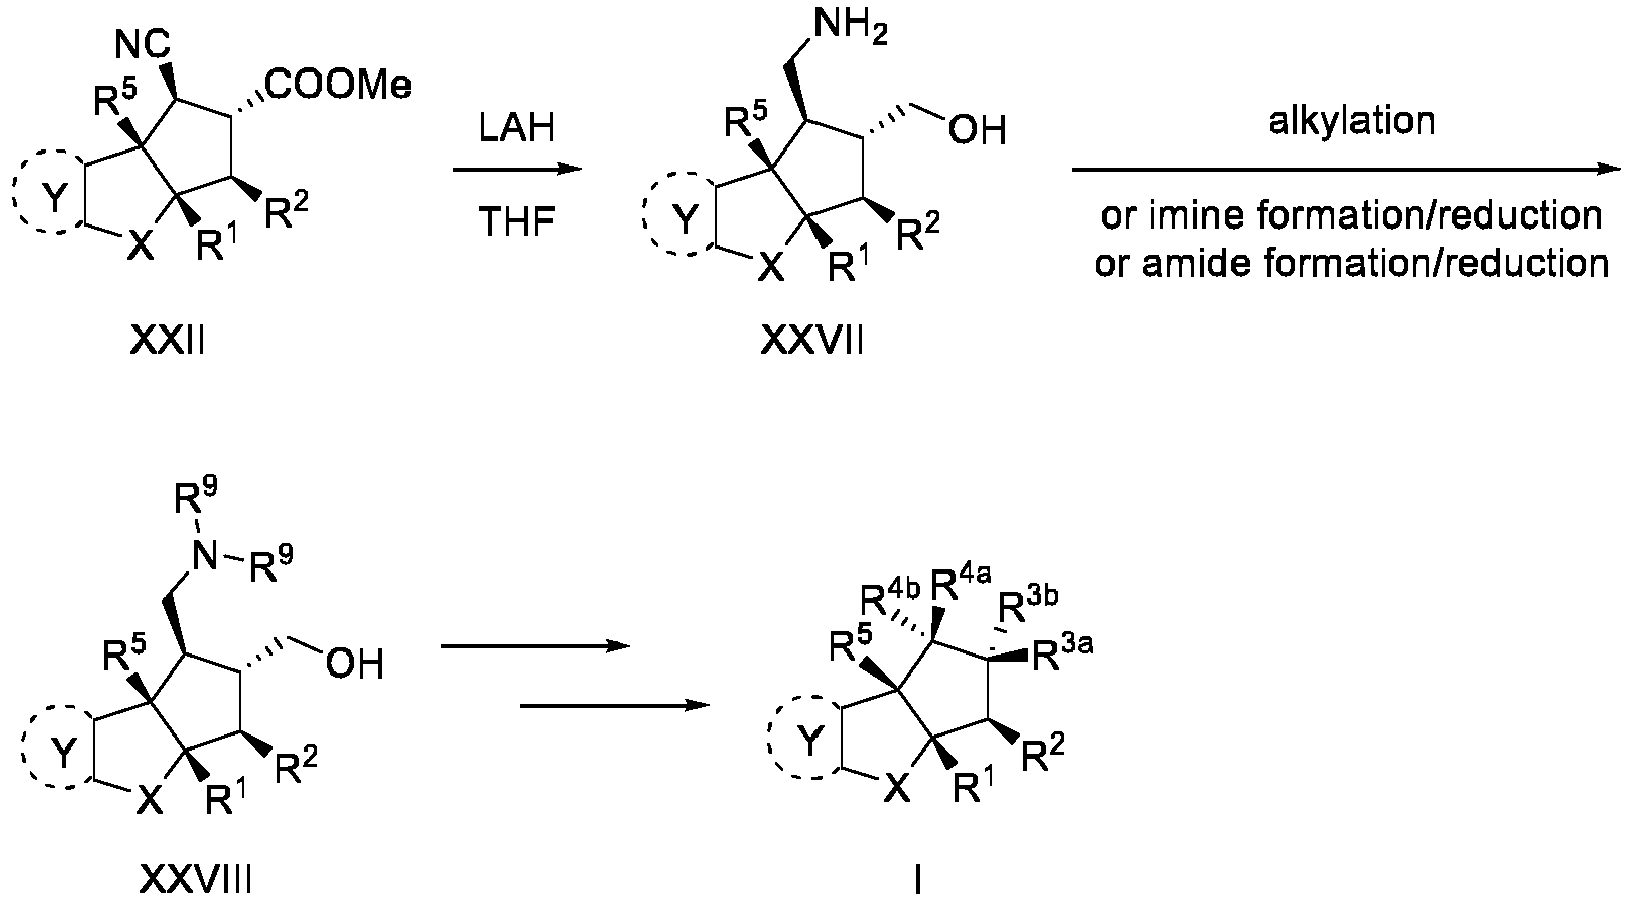 NC
R⁵
COOMe
Y
X
R¹
R²
XXII
LAH
THF
NH₂
R⁵
OH
Y
X
R¹
R²
XXVII
alkylation
or imine formation/reduction
or amide formation/reduction
R⁹
N
R⁹
R⁵
OH
Y
X
R¹
R²
XXVIII
R⁴ᵇ
R⁴ᵃ
R³ᵇ
R⁵
R³ᵃ
Y
X
R¹
R²
I